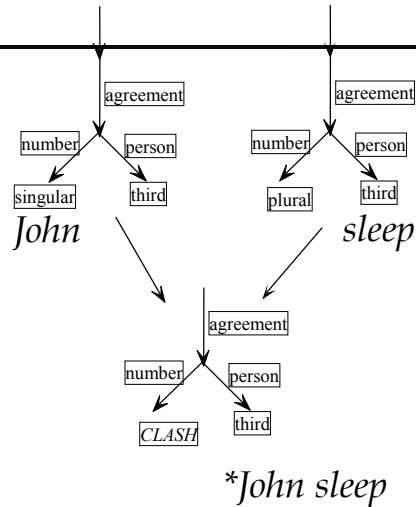 agreement
agreement
number
person
number
person
singular
third
plural
third
John
sleep
agreement
number
person
CLASH
third
*John sleep